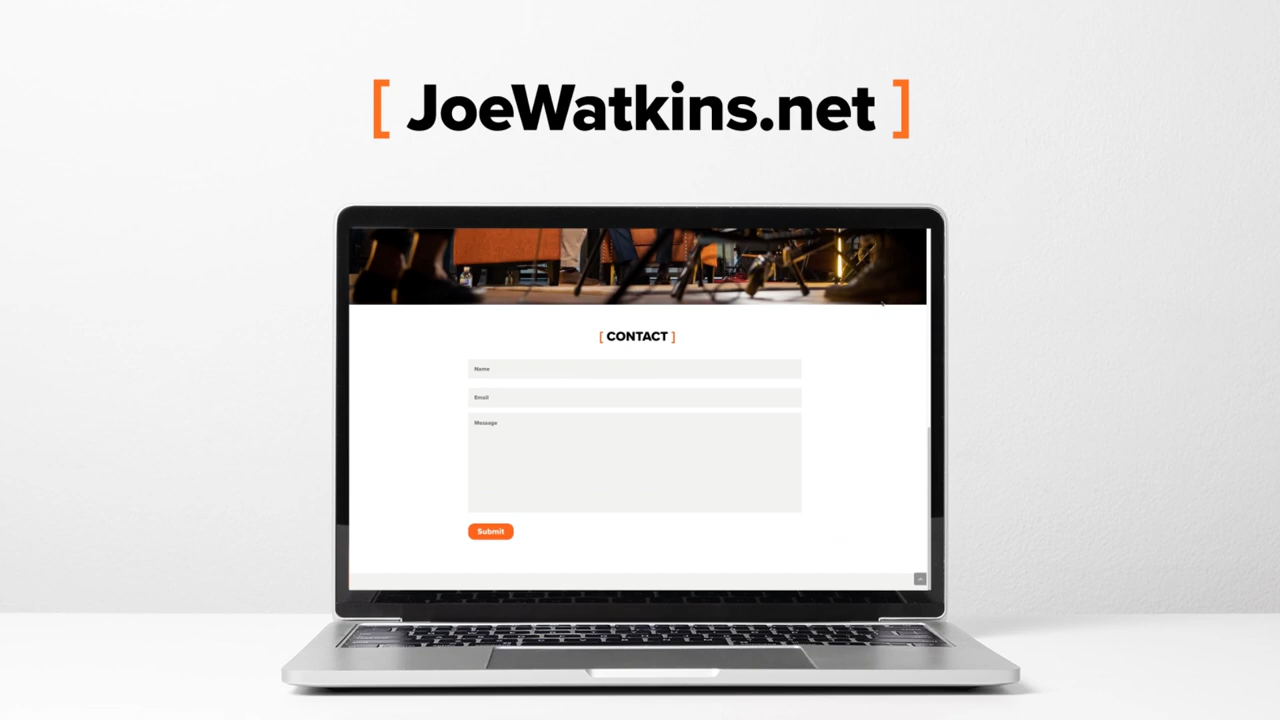 [ JoeWatkins.net ]
[ CONTACT ]
Name
Email
Message
Submit